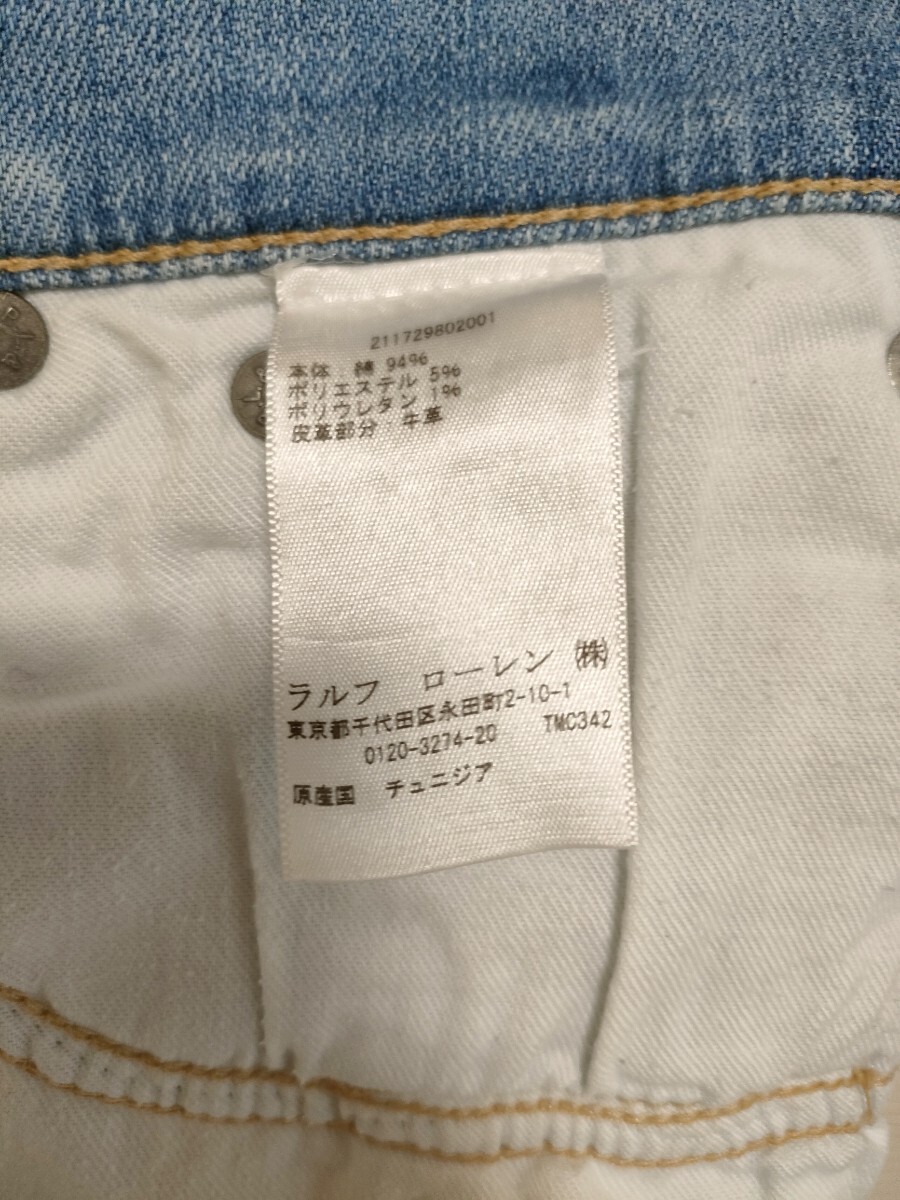 211729802001
本体 : 綿 94%
ポリエステル 5%
ポリウレタン 1%
皮革部分 : 牛革
ラルフ ローレン ㈱
東京都千代田区永田町2-10-1
0120-3274-20 TMC342
原産国 チュニジア